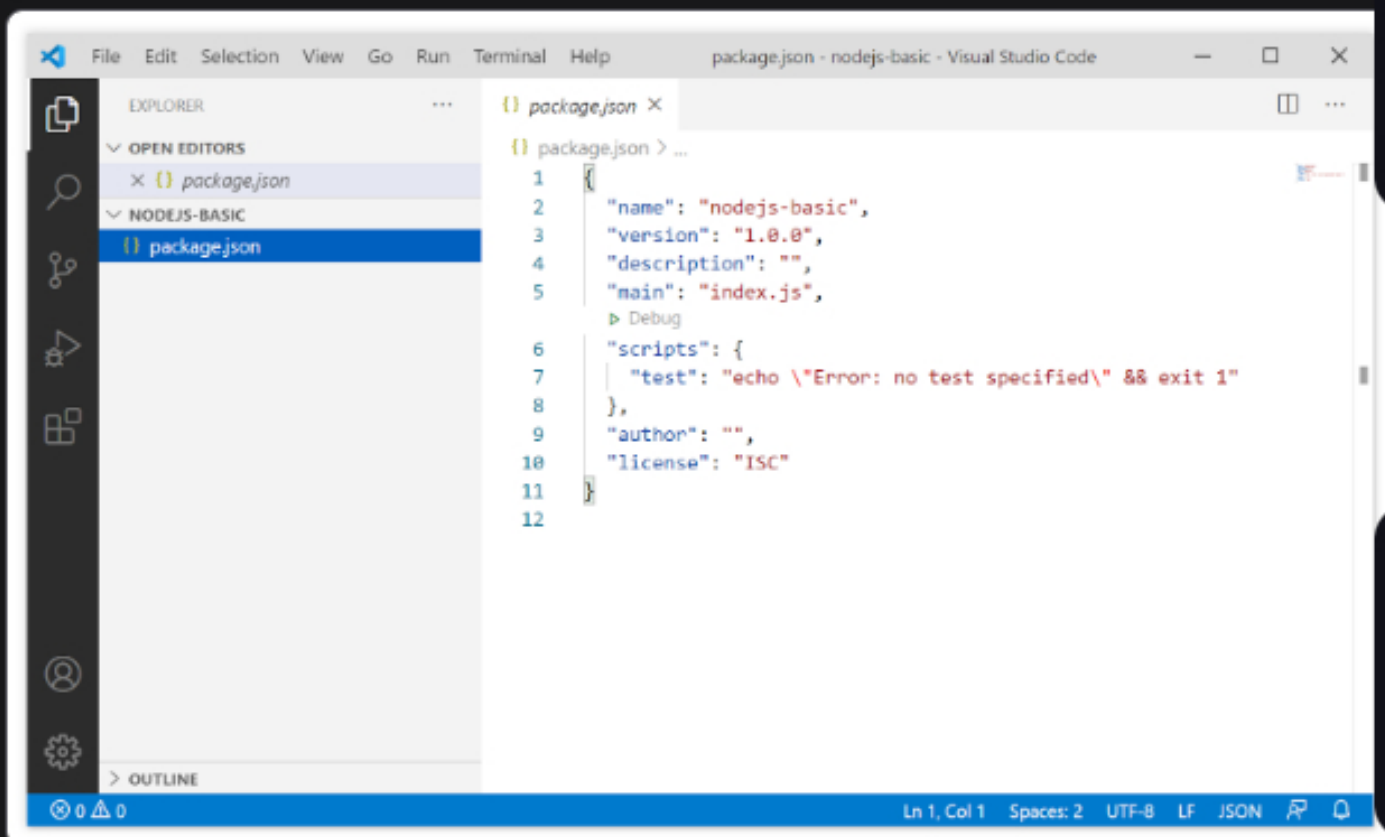 File Edit Selection View Go Run Terminal Help package.json - nodejs-basic - Visual Studio Code
EXPLORER
OPEN EDITORS
{} package.json
NODEJS-BASIC
{} package.json
OUTLINE
{} package.json
{} package.json > ...
1 {
2 "name": "nodejs-basic",
3 "version": "1.0.0",
4 "description": "",
5 "main": "index.js",
Debug
6 "scripts": {
7 "test": "echo \"Error: no test specified\" && exit 1"
8 },
9 "author": "",
10 "license": "ISC"
11 }
12
0 0 Ln 1, Col 1 Spaces: 2 UTF-8 LF JSON